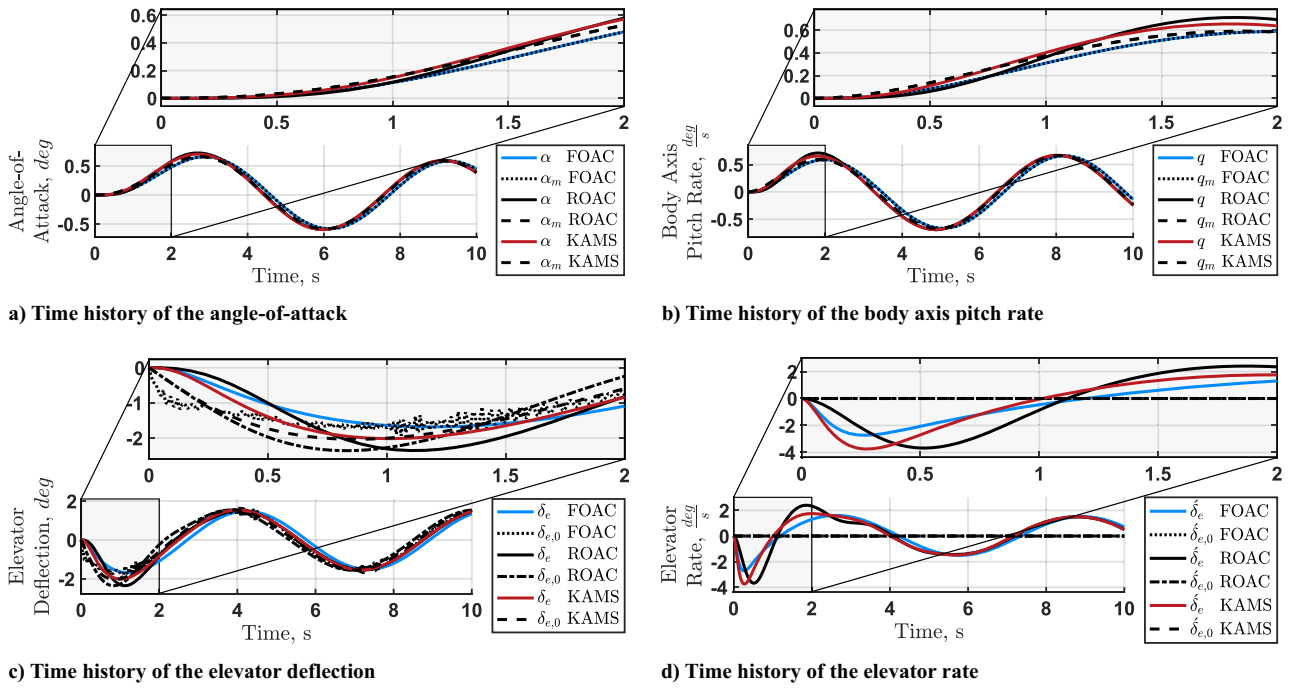 0.6
0.4
0.2
0
0 0.5 1 1.5 2
Angle-of-
Attack, deg
0.5
0
-0.5
0 2 4 6 8 10
Time, s
α FOAC
αm FOAC
α ROAC
αm ROAC
α KAMS
αm KAMS
a) Time history of the angle-of-attack
0.6
0.4
0.2
0
0 0.5 1 1.5 2
Body Axis
Pitch Rate, deg/s
0.5
0
-0.5
0 2 4 6 8 10
Time, s
q FOAC
qm FOAC
q ROAC
qm ROAC
q KAMS
qm KAMS
b) Time history of the body axis pitch rate
0
-1
-2
0 0.5 1 1.5 2
Elevator
Deflection, deg
2
0
-2
0 2 4 6 8 10
Time, s
δe FOAC
δe,0 FOAC
δe ROAC
δe,0 ROAC
δe KAMS
δe,0 KAMS
c) Time history of the elevator deflection
2
0
-2
-4
0 0.5 1 1.5 2
Elevator
Rate, deg/s
2
0
-2
-4
0 2 4 6 8 10
Time, s
δ́e FOAC
δ́e,0 FOAC
δ́e ROAC
δ́e,0 ROAC
δ́e KAMS
δ́e,0 KAMS
d) Time history of the elevator rate